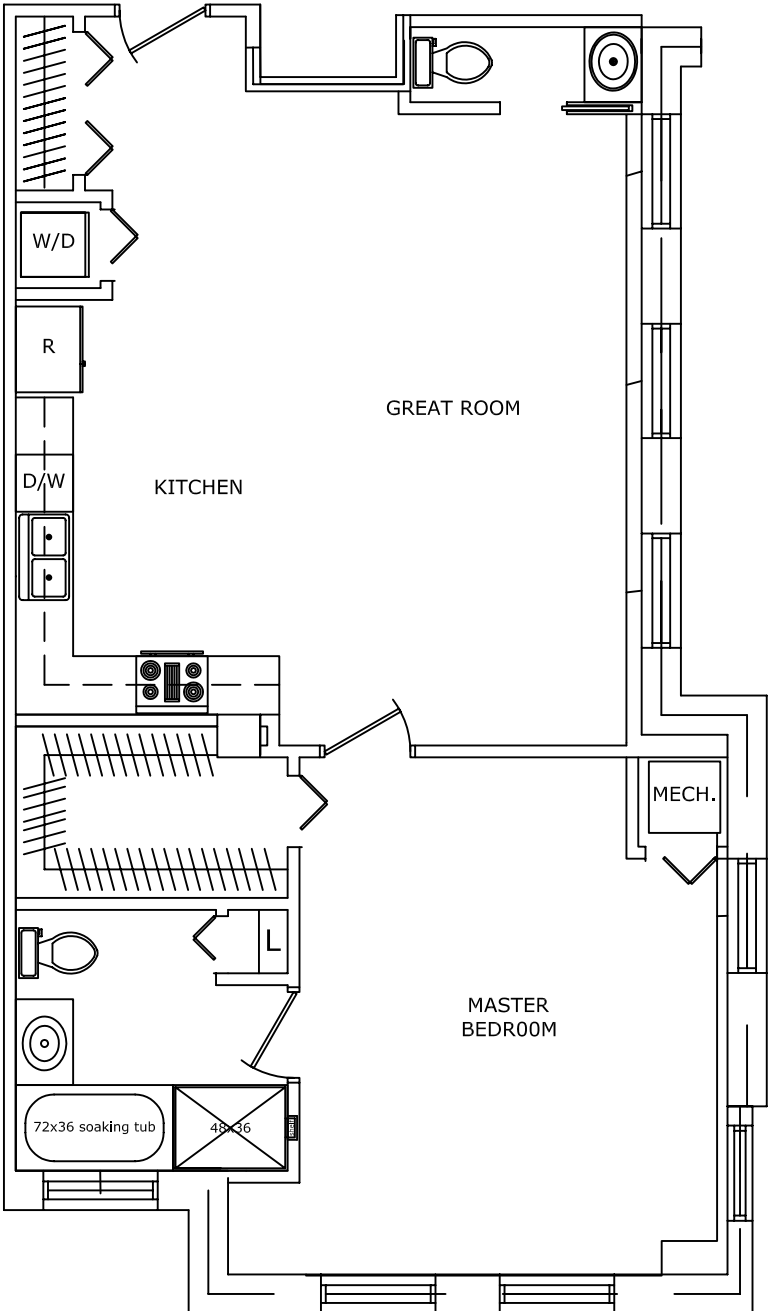 W/D
R
GREAT ROOM
D/W
KITCHEN
MECH.
L
MASTER
BEDR00M
72x36 soaking tub
48x36